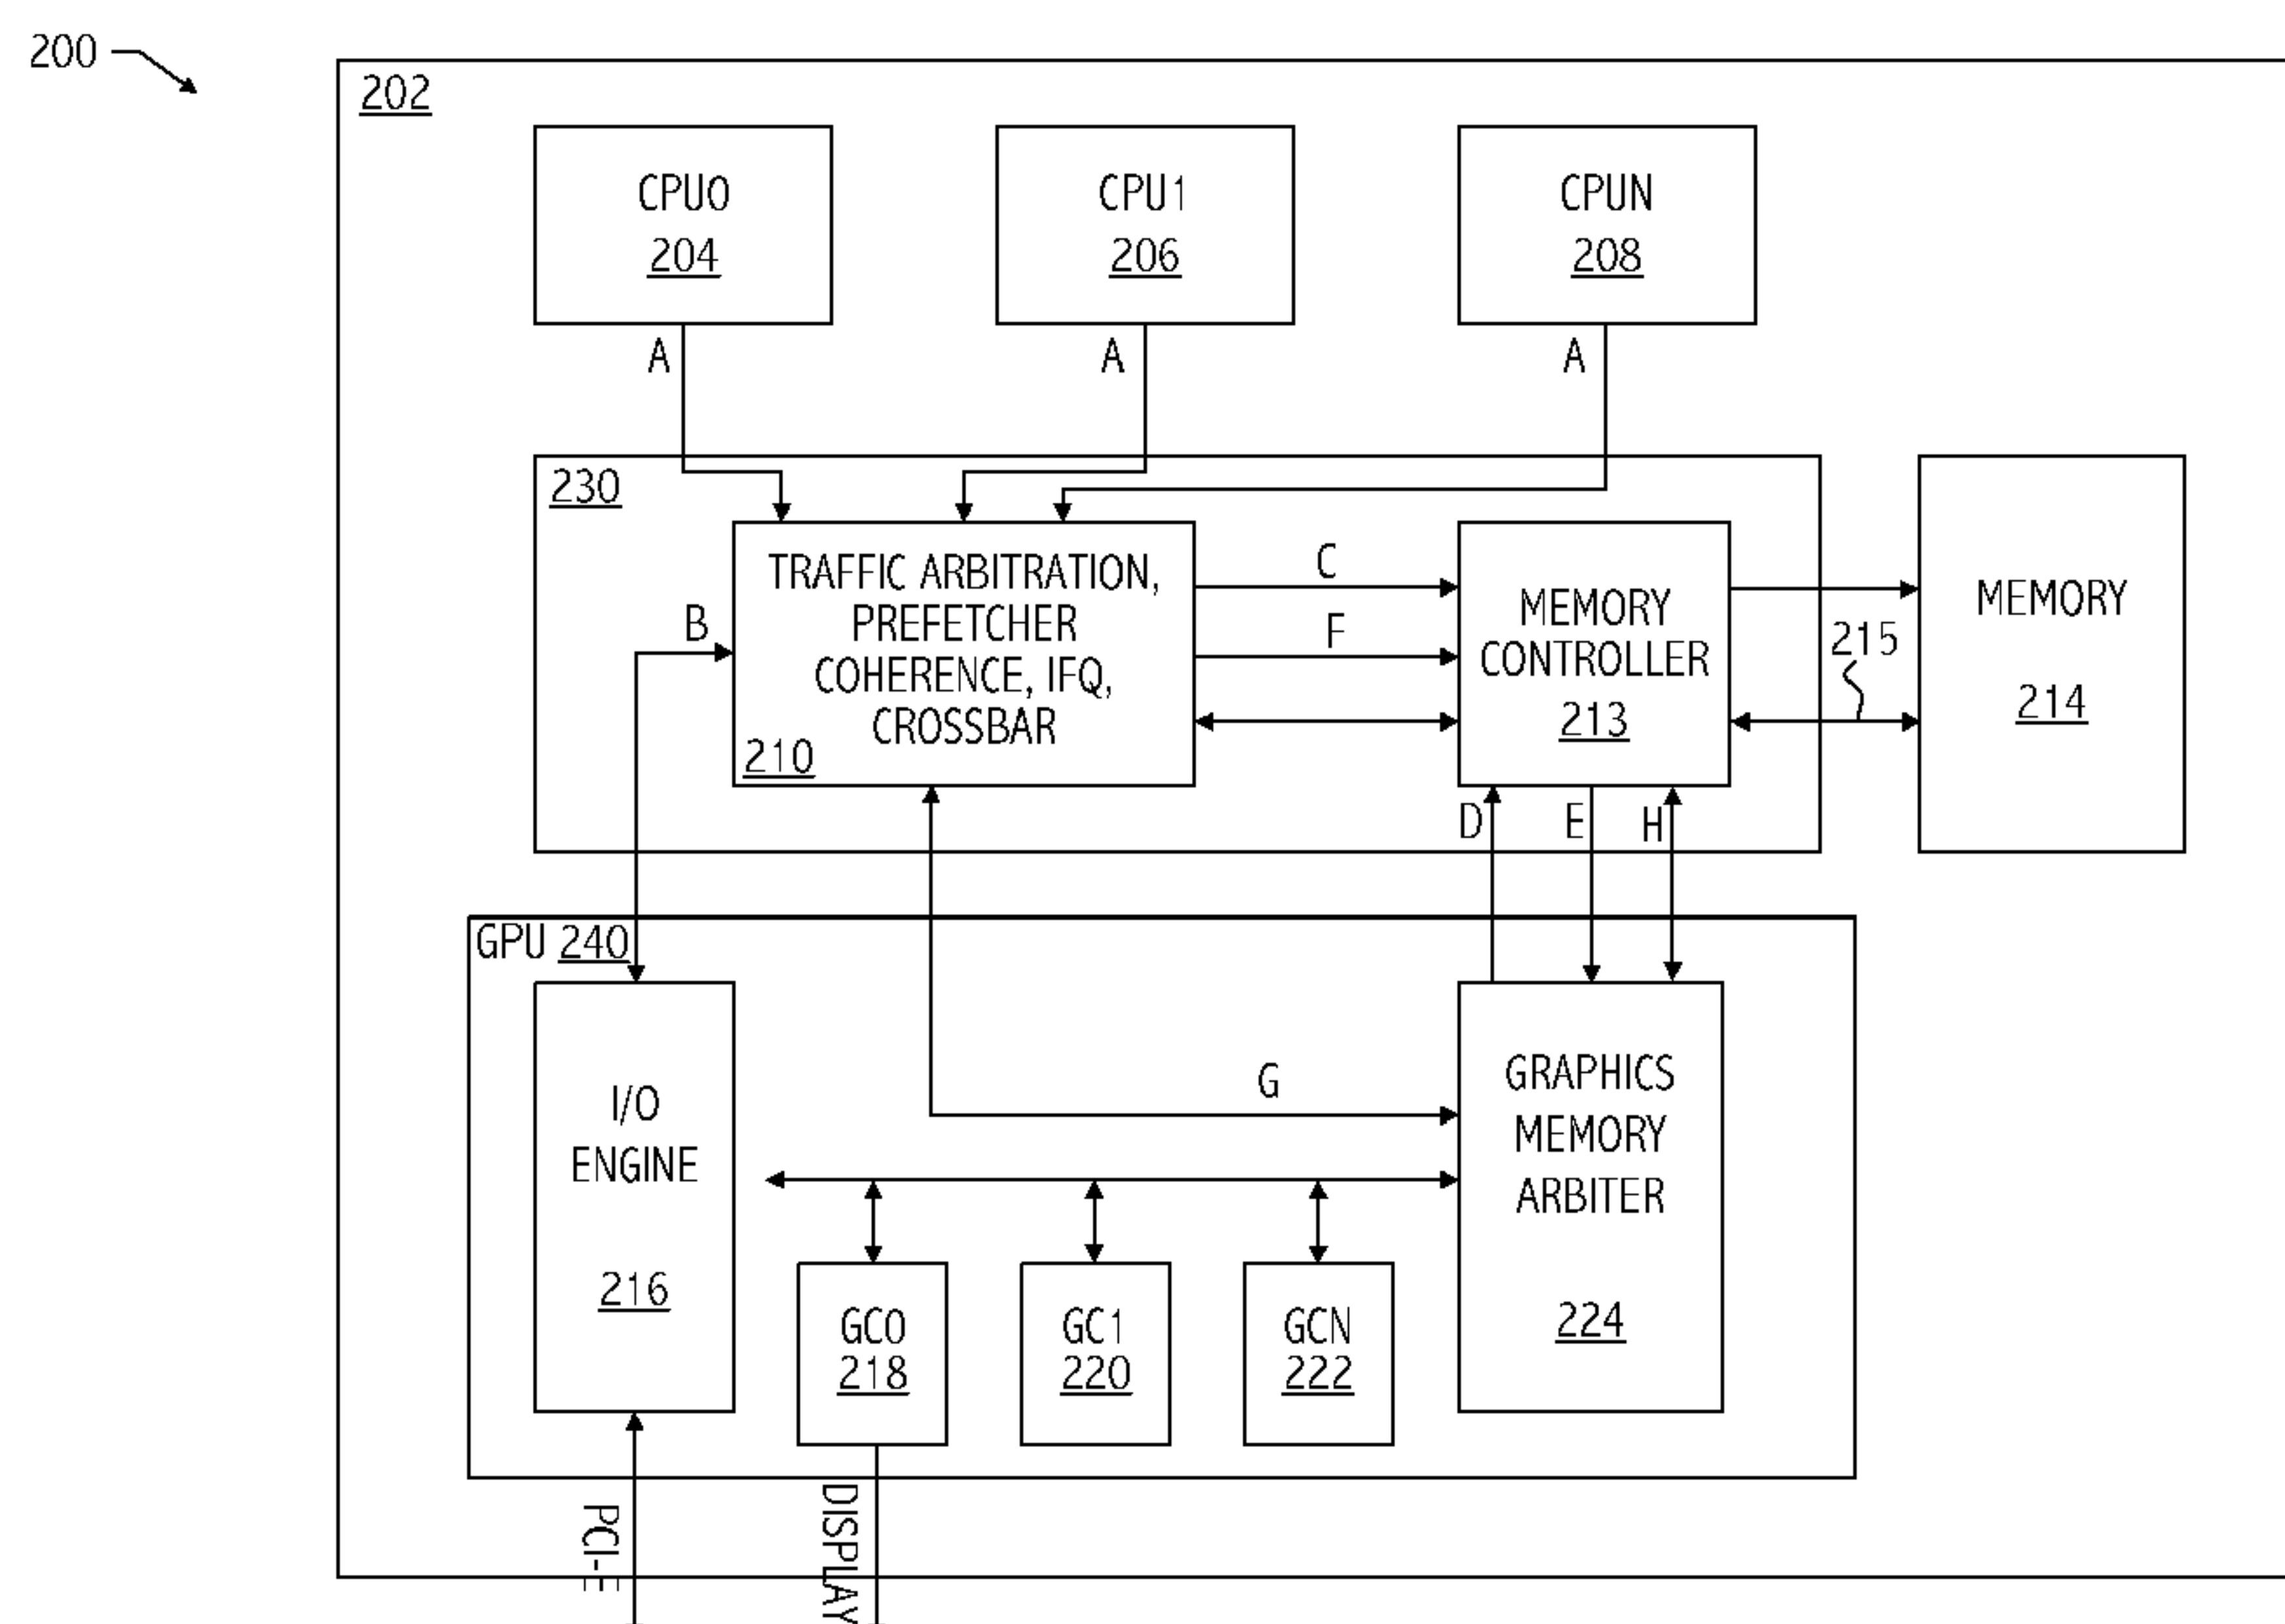 200
202
CPU0
204
CPU1
206
CPUN
208
A
A
A
230
TRAFFIC ARBITRATION,
PREFETCHER
COHERENCE, IFQ,
CROSSBAR
210
B
C
F
MEMORY
CONTROLLER
213
215
MEMORY
214
D
E
H
GPU 240
I/O
ENGINE
216
G
GRAPHICS
MEMORY
ARBITER
224
GC0
218
GC1
220
GCN
222
PCI-E
DISPLAY